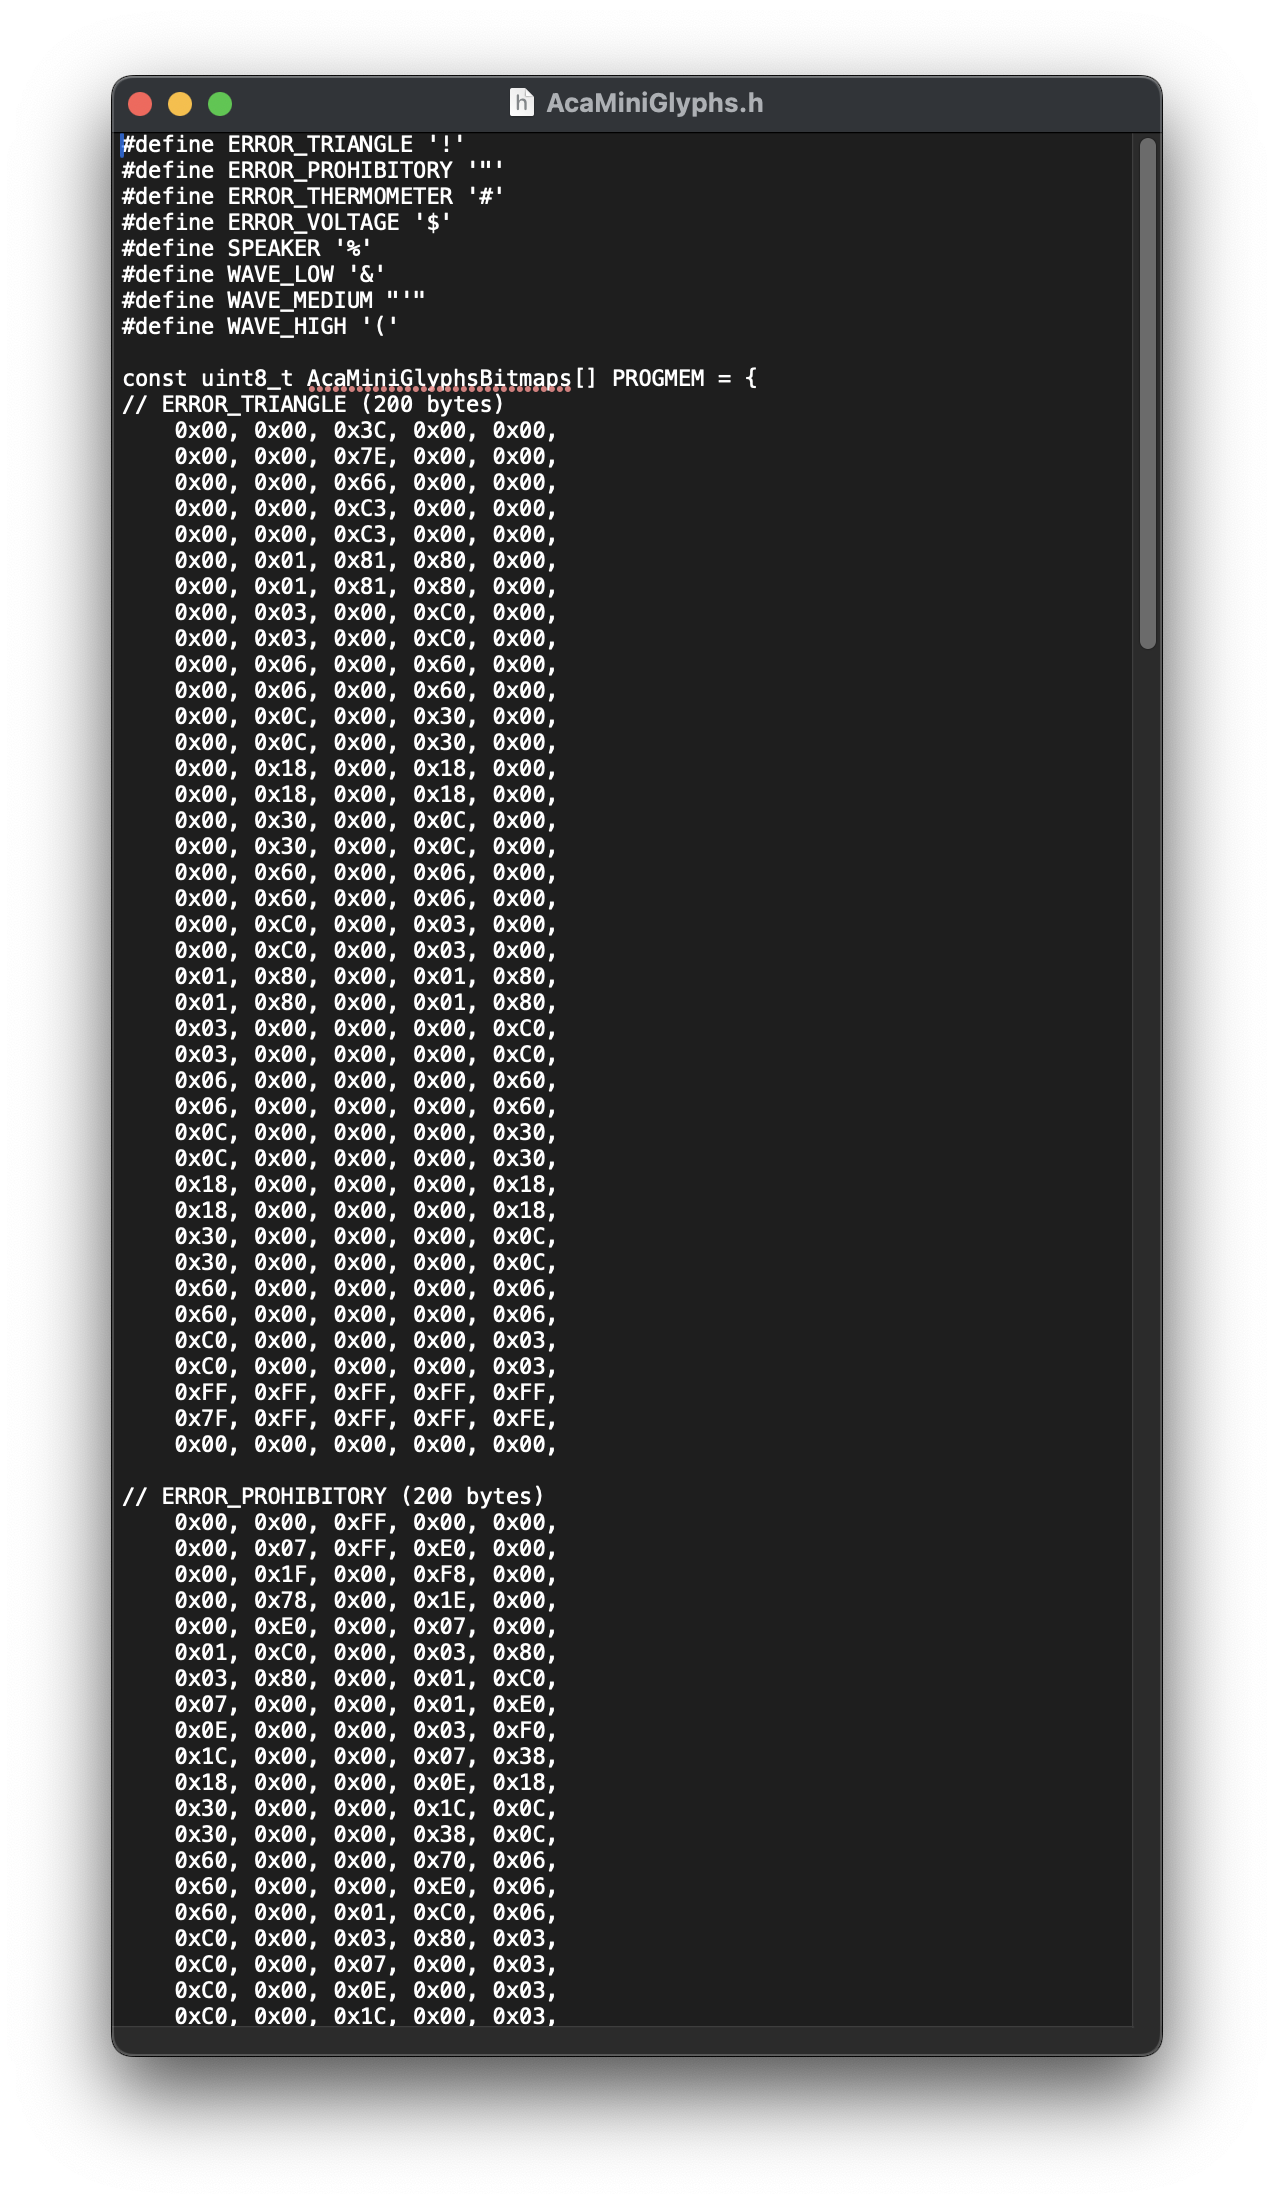 AcaMiniGlyphs.h
#define ERROR_TRIANGLE '!'
#define ERROR_PROHIBITORY '"'
#define ERROR_THERMOMETER '#'
#define ERROR_VOLTAGE '$'
#define SPEAKER '%'
#define WAVE_LOW '&'
#define WAVE_MEDIUM "'"
#define WAVE_HIGH '('
const uint8_t AcaMiniGlyphsBitmaps[] PROGMEM = {
// ERROR_TRIANGLE (200 bytes)
0x00, 0x00, 0x3C, 0x00, 0x00,
0x00, 0x00, 0x7E, 0x00, 0x00,
0x00, 0x00, 0x66, 0x00, 0x00,
0x00, 0x00, 0xC3, 0x00, 0x00,
0x00, 0x00, 0xC3, 0x00, 0x00,
0x00, 0x01, 0x81, 0x80, 0x00,
0x00, 0x01, 0x81, 0x80, 0x00,
0x00, 0x03, 0x00, 0xC0, 0x00,
0x00, 0x03, 0x00, 0xC0, 0x00,
0x00, 0x06, 0x00, 0x60, 0x00,
0x00, 0x06, 0x00, 0x60, 0x00,
0x00, 0x0C, 0x00, 0x30, 0x00,
0x00, 0x0C, 0x00, 0x30, 0x00,
0x00, 0x18, 0x00, 0x18, 0x00,
0x00, 0x18, 0x00, 0x18, 0x00,
0x00, 0x30, 0x00, 0x0C, 0x00,
0x00, 0x30, 0x00, 0x0C, 0x00,
0x00, 0x60, 0x00, 0x06, 0x00,
0x00, 0x60, 0x00, 0x06, 0x00,
0x00, 0xC0, 0x00, 0x03, 0x00,
0x00, 0xC0, 0x00, 0x03, 0x00,
0x01, 0x80, 0x00, 0x01, 0x80,
0x01, 0x80, 0x00, 0x01, 0x80,
0x03, 0x00, 0x00, 0x00, 0xC0,
0x03, 0x00, 0x00, 0x00, 0xC0,
0x06, 0x00, 0x00, 0x00, 0x60,
0x06, 0x00, 0x00, 0x00, 0x60,
0x0C, 0x00, 0x00, 0x00, 0x30,
0x0C, 0x00, 0x00, 0x00, 0x30,
0x18, 0x00, 0x00, 0x00, 0x18,
0x18, 0x00, 0x00, 0x00, 0x18,
0x30, 0x00, 0x00, 0x00, 0x0C,
0x30, 0x00, 0x00, 0x00, 0x0C,
0x60, 0x00, 0x00, 0x00, 0x06,
0x60, 0x00, 0x00, 0x00, 0x06,
0xC0, 0x00, 0x00, 0x00, 0x03,
0xC0, 0x00, 0x00, 0x00, 0x03,
0xFF, 0xFF, 0xFF, 0xFF, 0xFF,
0x7F, 0xFF, 0xFF, 0xFF, 0xFE,
0x00, 0x00, 0x00, 0x00, 0x00,
// ERROR_PROHIBITORY (200 bytes)
0x00, 0x00, 0xFF, 0x00, 0x00,
0x00, 0x07, 0xFF, 0xE0, 0x00,
0x00, 0x1F, 0x00, 0xF8, 0x00,
0x00, 0x78, 0x00, 0x1E, 0x00,
0x00, 0xE0, 0x00, 0x07, 0x00,
0x01, 0xC0, 0x00, 0x03, 0x80,
0x03, 0x80, 0x00, 0x01, 0xC0,
0x07, 0x00, 0x00, 0x01, 0xE0,
0x0E, 0x00, 0x00, 0x03, 0xF0,
0x1C, 0x00, 0x00, 0x07, 0x38,
0x18, 0x00, 0x00, 0x0E, 0x18,
0x30, 0x00, 0x00, 0x1C, 0x0C,
0x30, 0x00, 0x00, 0x38, 0x0C,
0x60, 0x00, 0x00, 0x70, 0x06,
0x60, 0x00, 0x00, 0xE0, 0x06,
0x60, 0x00, 0x01, 0xC0, 0x06,
0xC0, 0x00, 0x03, 0x80, 0x03,
0xC0, 0x00, 0x07, 0x00, 0x03,
0xC0, 0x00, 0x0E, 0x00, 0x03,
0xC0, 0x00, 0x1C, 0x00, 0x03,